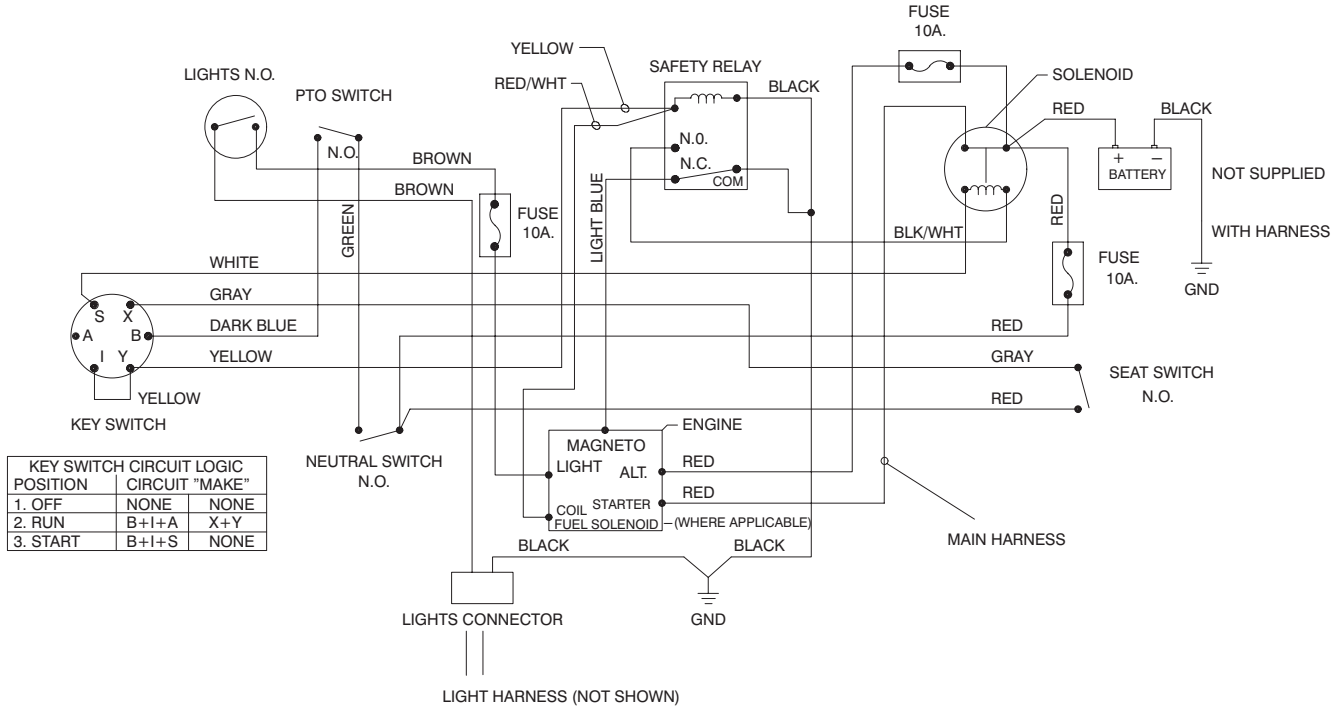 FUSE
10A.
YELLOW
LIGHTS N.O.
SAFETY RELAY
SOLENOID
RED/WHT
BLACK
PTO SWITCH
RED
BLACK
N.0.
N.O.
BROWN
N.C.
+ −
BATTERY
NOT SUPPLIED
COM
BROWN
FUSE
10A.
LIGHT BLUE
GREEN
RED
BLK/WHT
WITH HARNESS
WHITE
FUSE
10A.
GND
GRAY
S X
A B
I Y
DARK BLUE
RED
YELLOW
GRAY
SEAT SWITCH
N.O.
YELLOW
RED
KEY SWITCH
ENGINE
MAGNETO
LIGHT
ALT.
RED
NEUTRAL SWITCH
N.O.
KEY SWITCH CIRCUIT LOGIC
POSITION CIRCUIT "MAKE"
1. OFF NONE NONE
2. RUN B+I+A X+Y
3. START B+I+S NONE
RED
STARTER
COIL
FUEL SOLENOID (WHERE APPLICABLE)
BLACK
BLACK
MAIN HARNESS
LIGHTS CONNECTOR
GND
LIGHT HARNESS (NOT SHOWN)